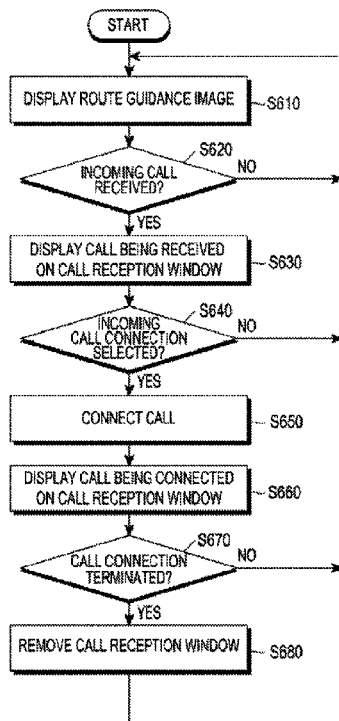 START
DISPLAY ROUTE GUIDANCE IMAGE
S610
S620
INCOMING CALL
RECEIVED?
NO
YES
DISPLAY CALL BEING RECEIVED
ON CALL RECEPTION WINDOW
S630
S640
INCOMING
CALL CONNECTION
SELECTED?
NO
YES
CONNECT CALL
S650
DISPLAY CALL BEING CONNECTED
ON CALL RECEPTION WINDOW
S660
S670
CALL CONNECTION
TERMINATED?
NO
YES
REMOVE CALL RECEPTION WINDOW
S680